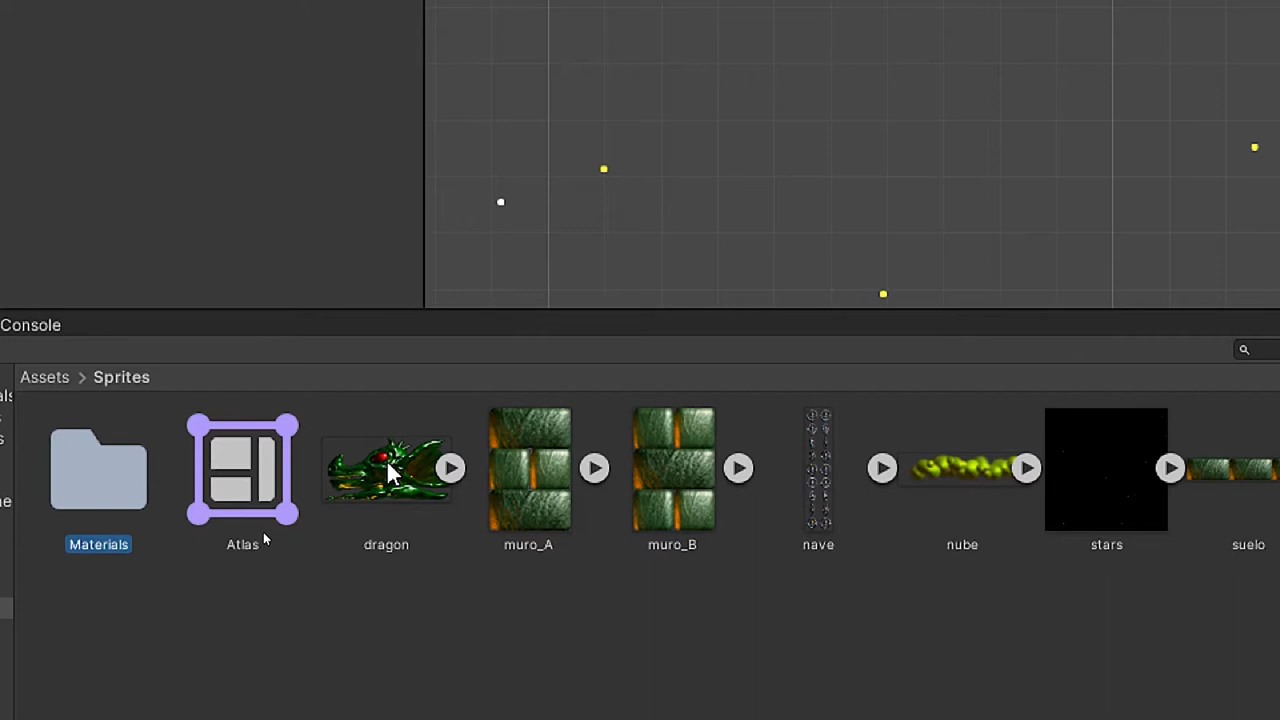 Console
Assets > Sprites
Materials Atlas dragon muro_A muro_B nave nube stars suelo